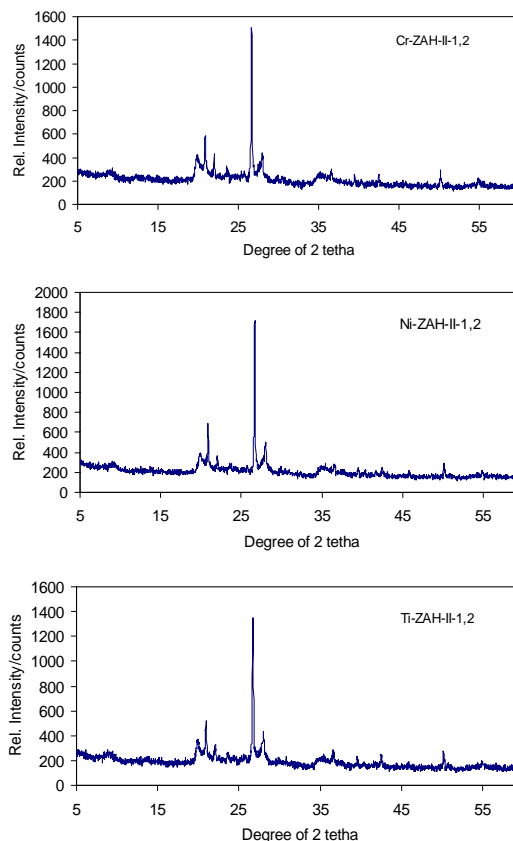 Rel. Intensity/counts
1600
1400
1200
1000
800
600
400
200
0
Cr-ZAH-II-1,2
5 15 25 35 45 55
Degree of 2 tetha
Rel. Intensity/counts
2000
1800
1600
1400
1200
1000
800
600
400
200
0
Ni-ZAH-II-1,2
5 15 25 35 45 55
Degree of 2 tetha
Rel. Intensity/counts
1600
1400
1200
1000
800
600
400
200
0
Ti-ZAH-II-1,2
5 15 25 35 45 55
Degree of 2 tetha